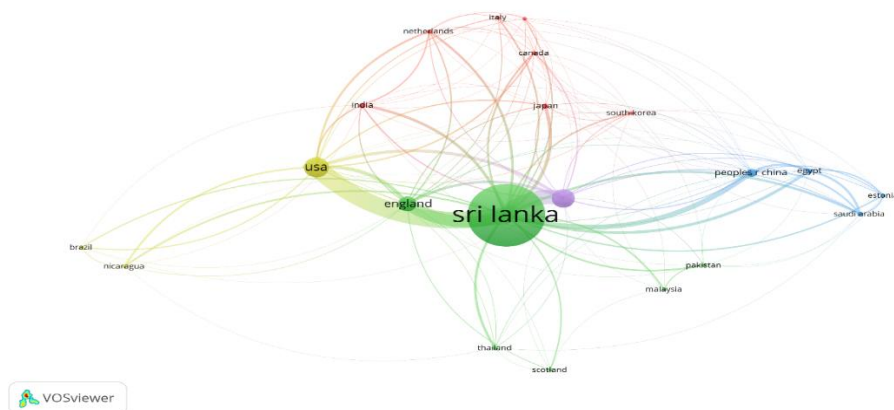 italy
netherlands
canada
india
japan
south korea
usa
peoples r china
egypt
estonia
england
sri lanka
saudi arabia
brazil
nicaragua
pakistan
malaysia
thailand
scotland
VOSviewer